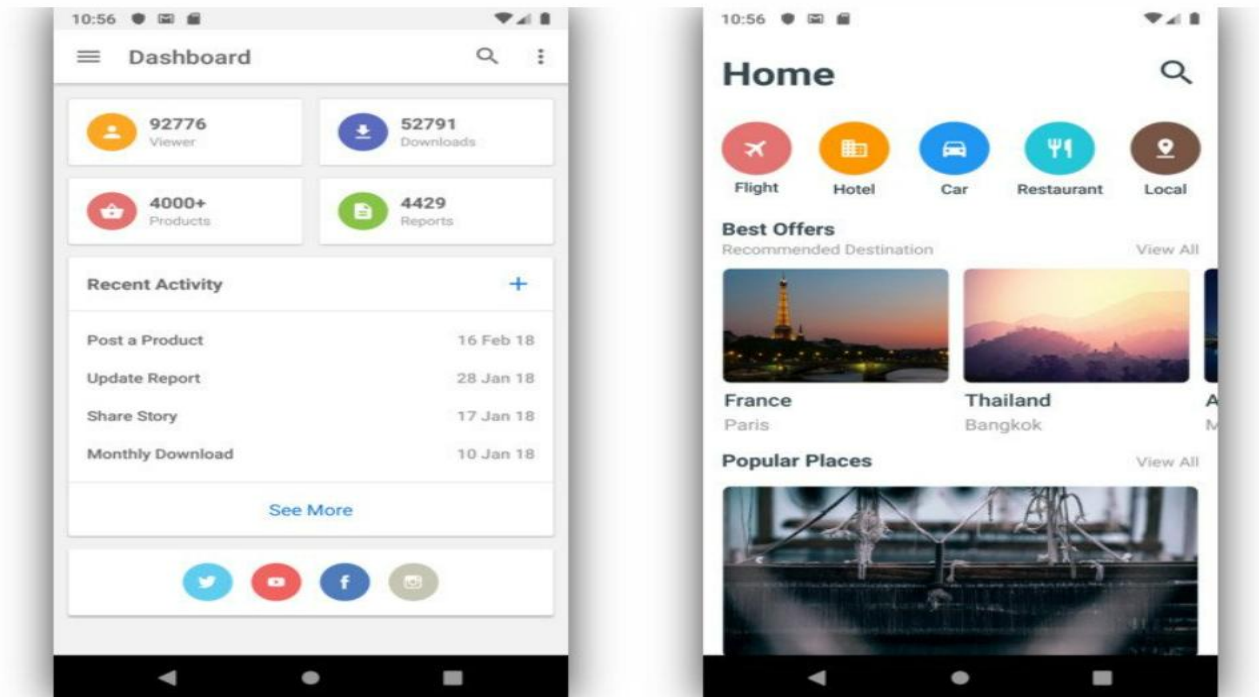 10:56
Dashboard
92776
Viewer
52791
Downloads
4000+
Products
4429
Reports
Recent Activity
+
Post a Product 16 Feb 18
Update Report 28 Jan 18
Share Story 17 Jan 18
Monthly Download 10 Jan 18
See More
10:56
Home
Flight Hotel Car Restaurant Local
Best Offers
Recommended Destination View All
France Thailand A
Paris Bangkok M
Popular Places View All